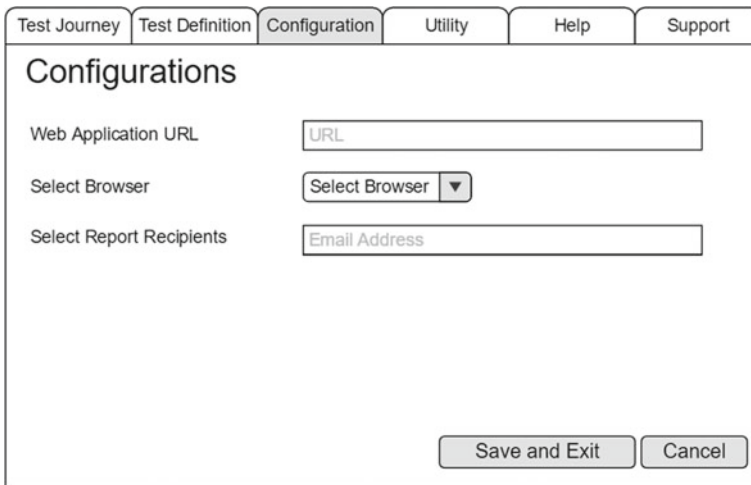 Test Journey Test Definition Configuration Utility Help Support
Configurations
Web Application URL URL
Select Browser Select Browser
Select Report Recipients Email Address
Save and Exit Cancel